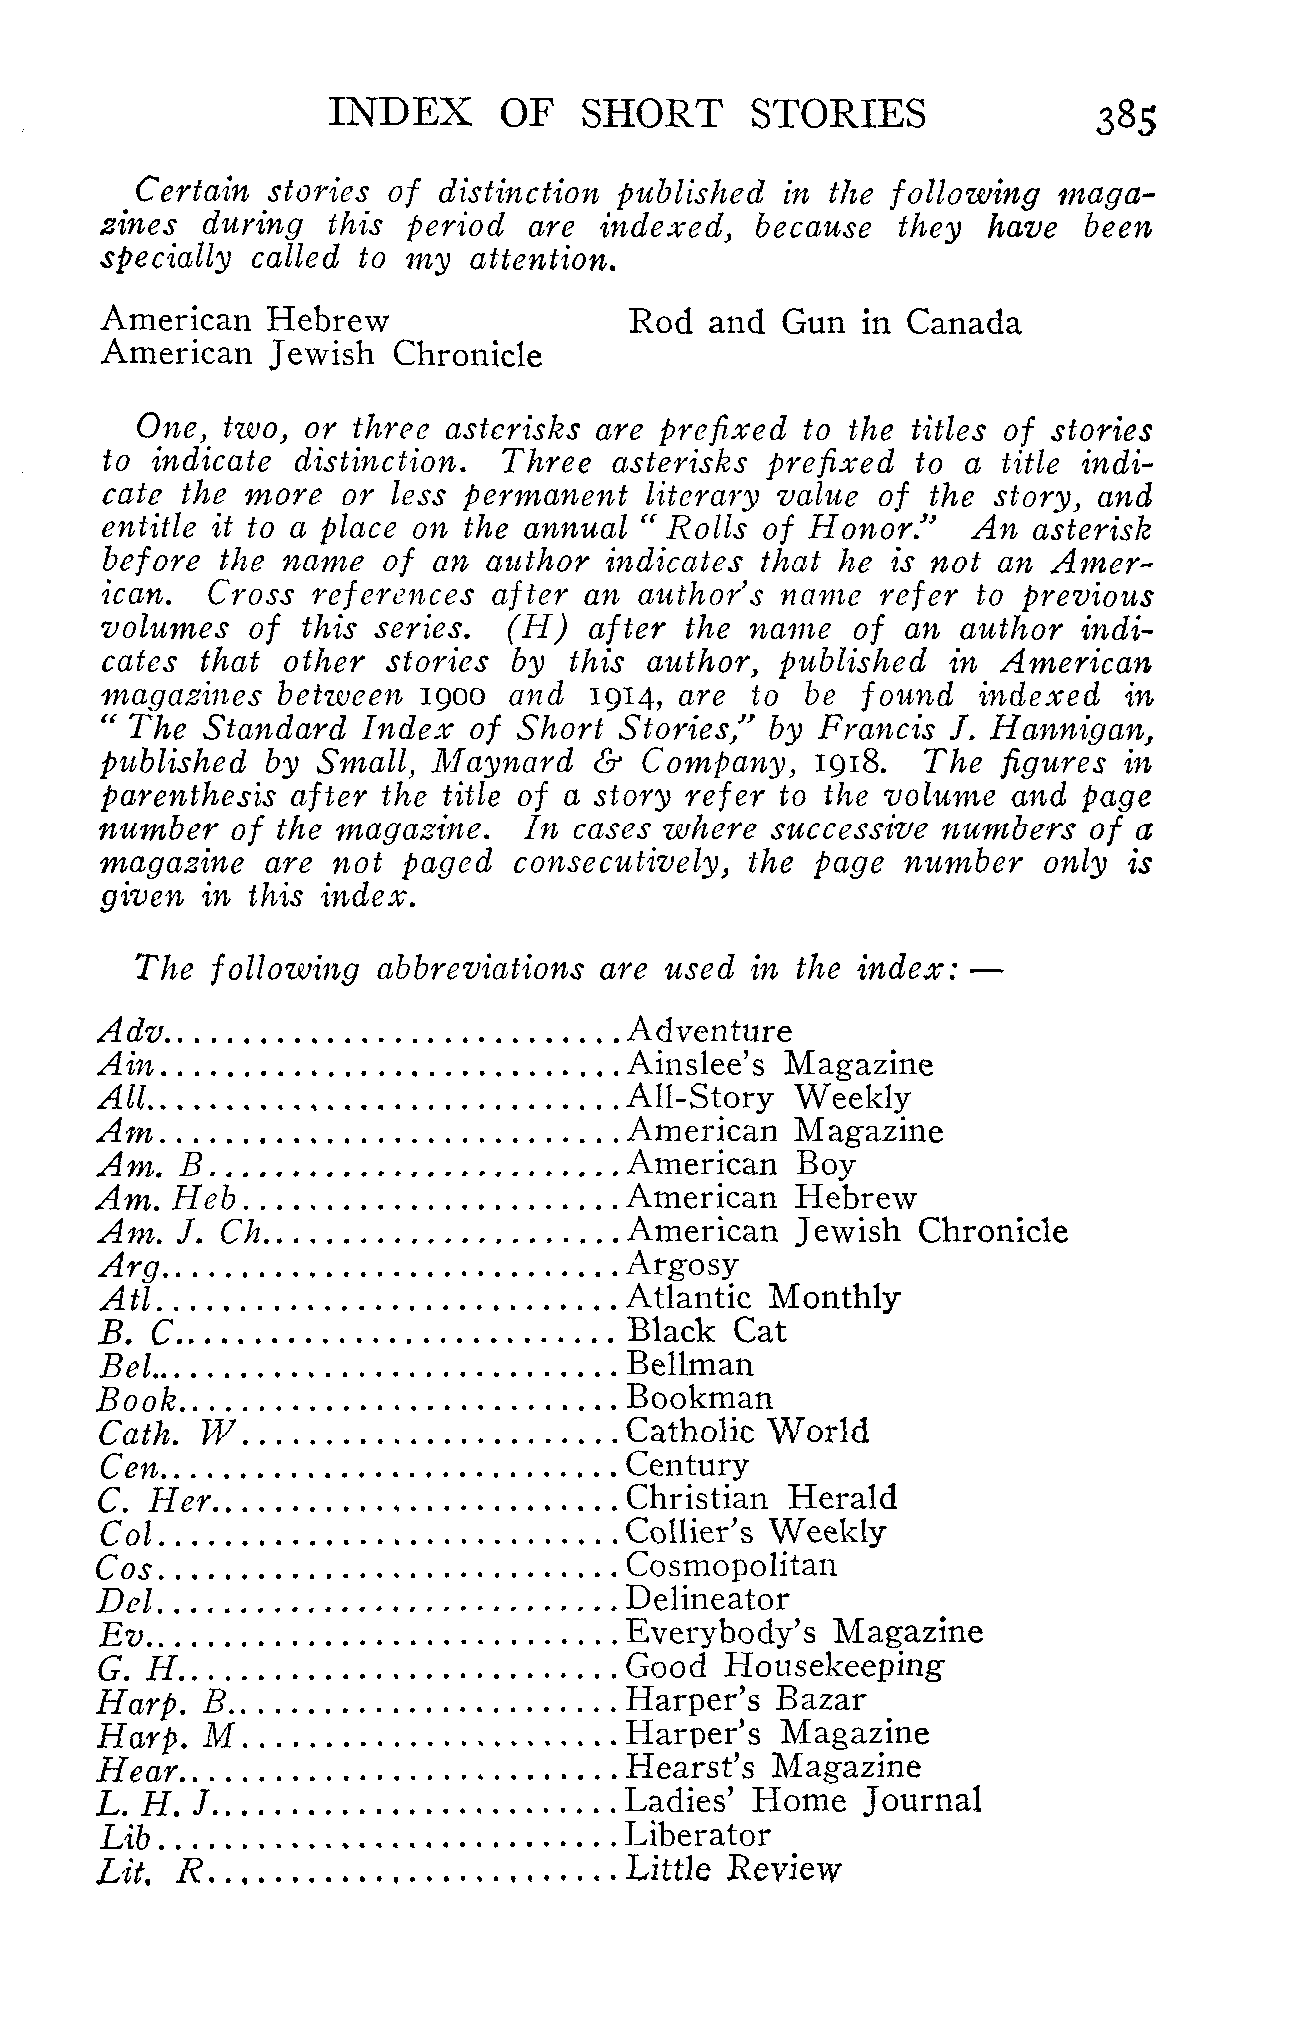 INDEX OF SHORT STORIES 385
Certain stories of distinction published in the following maga-
zines during this period are indexed, because they have been
specially called to my attention.
American Hebrew Rod and Gun in Canada
American Jewish Chronicle
One, two, or three asterisks are prefixed to the titles of stories
to indicate distinction. Three asterisks prefixed to a title indi-
cate the more or less permanent literary value of the story, and
entitle it to a place on the annual “ Rolls of Honor.” An asterisk
before the name of an author indicates that he is not an Amer-
ican. Cross references after an author’s name refer to previous
volumes of this series. (H) after the name of an author indi-
cates that other stories by this author, published in American
magazines between 1900 and 1914, are to be found indexed in
“ The Standard Index of Short Stories,” by Francis J. Hannigan,
published by Small, Maynard & Company, 1918. The figures in
parenthesis after the title of a story refer to the volume and page
number of the magazine. In cases where successive numbers of a
magazine are not paged consecutively, the page number only is
given in this index.
The following abbreviations are used in the index: —
Adv............................Adventure
Ain............................Ainslee’s Magazine
All.............................All-Story Weekly
Am............................American Magazine
Am. B.........................American Boy
Am. Heb.......................American Hebrew
Am. J. Ch......................American Jewish Chronicle
Arg............................Argosy
Atl............................Atlantic Monthly
B. C...........................Black Cat
Bel............................Bellman
Book...........................Bookman
Cath. W.......................Catholic World
Cen............................Century
C. Her.........................Christian Herald
Col............................Collier’s Weekly
Cos............................Cosmopolitan
Del............................Delineator
Ev.............................Everybody’s Magazine
G. H...........................Good Housekeeping
Harp. B........................Harper’s Bazar
Harp. M.......................Harper’s Magazine
Hear...........................Hearst’s Magazine
L. H. J.........................Ladies’ Home Journal
Lib............................Liberator
Lit. R.........................Little Review